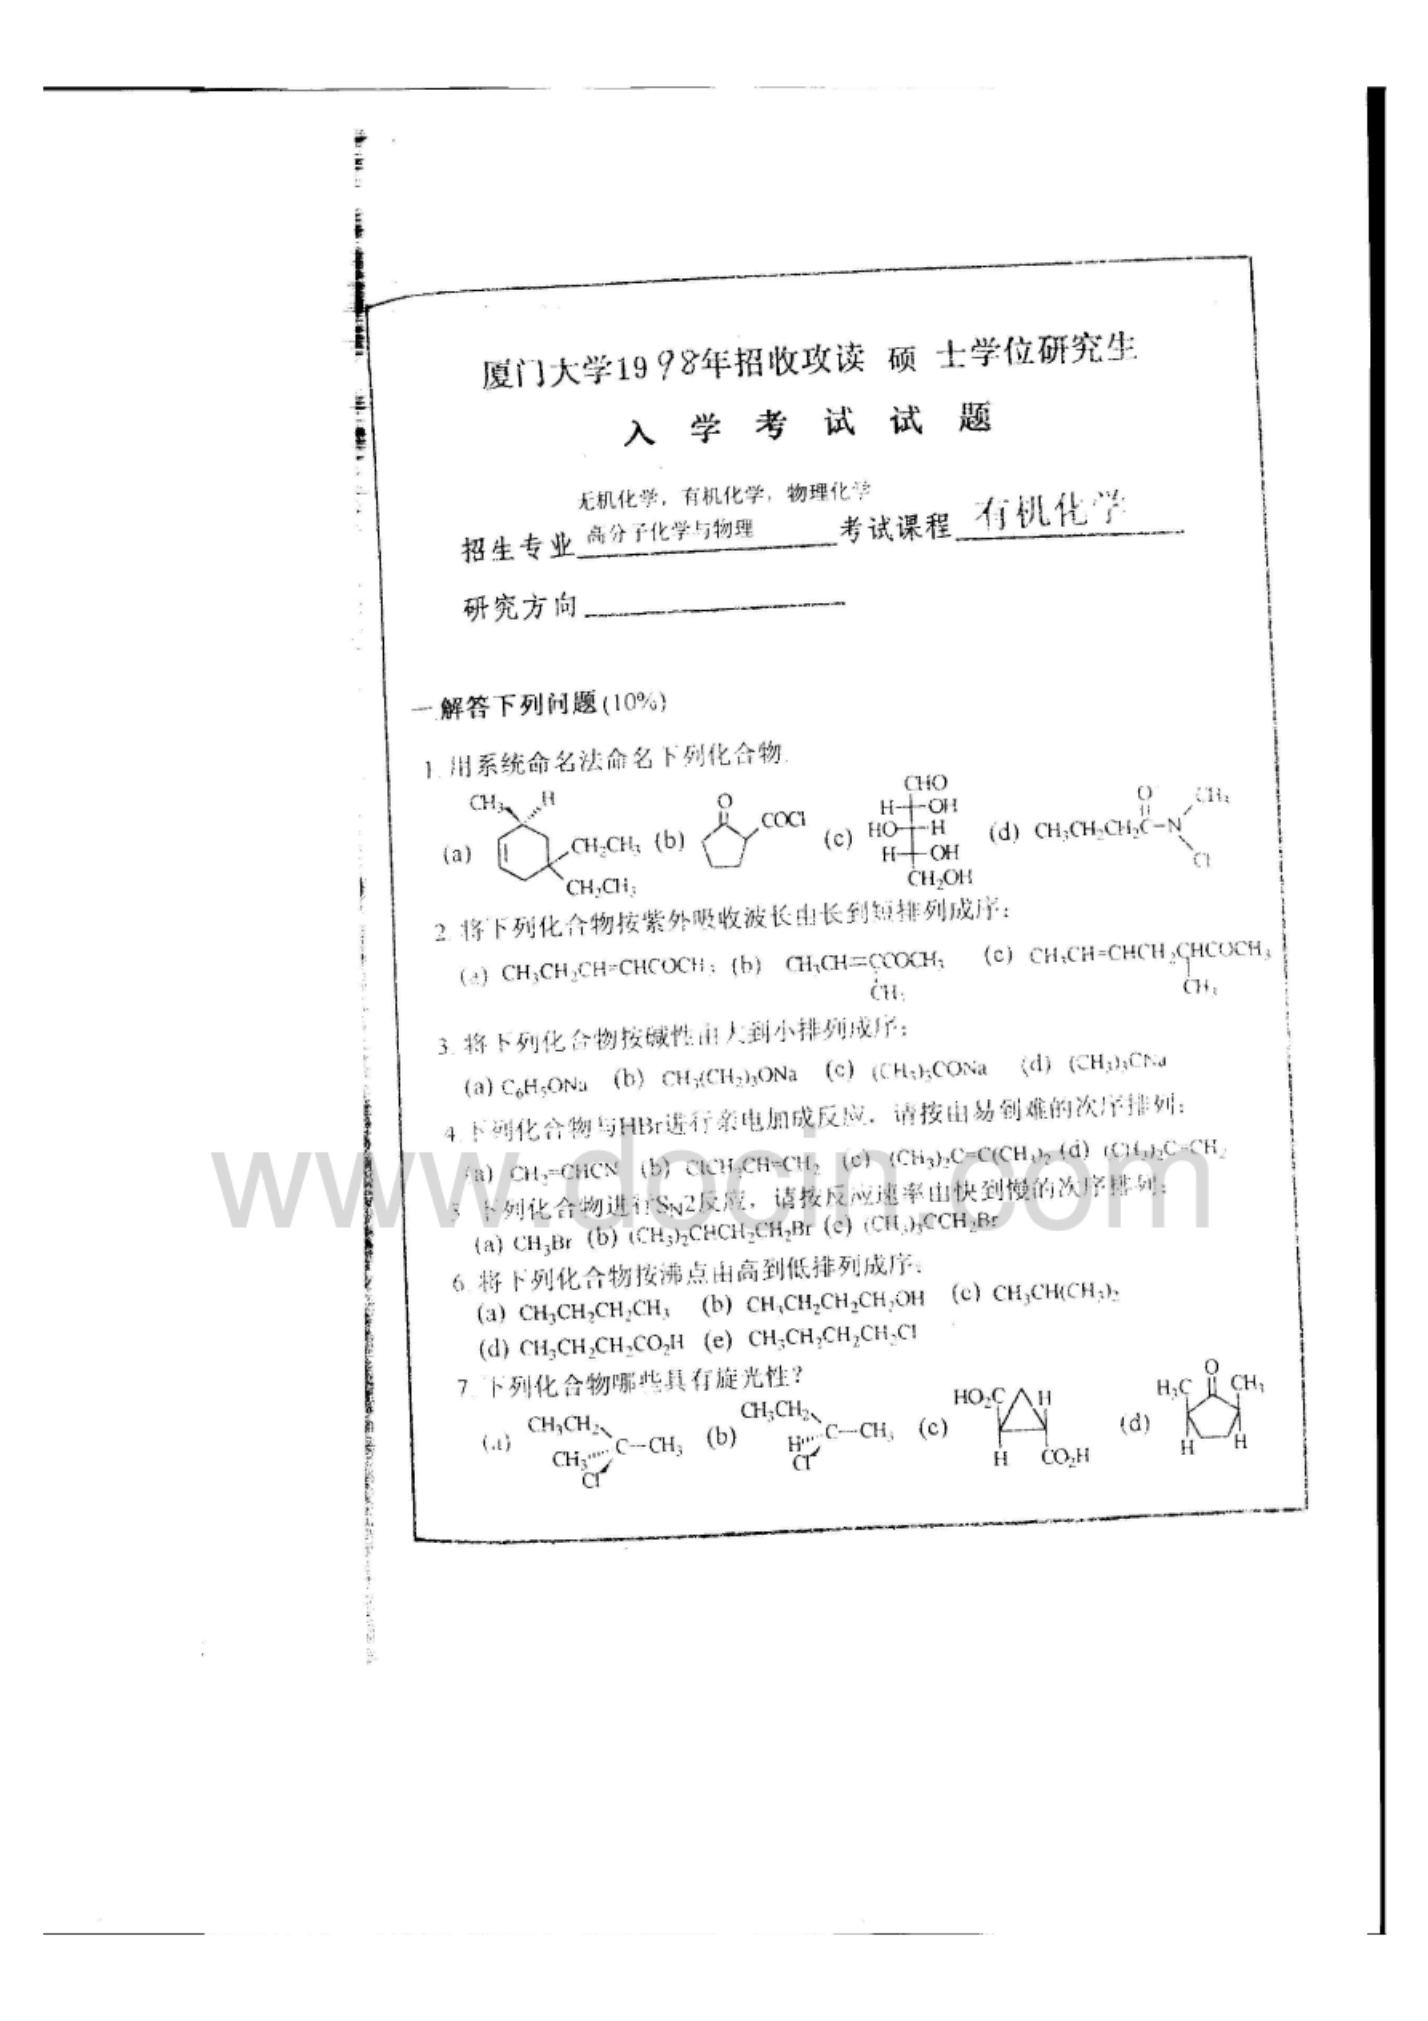 厦门大学1998年招收攻读 硕 士学位研究生
入 学 考 试 试 题
无机化学, 有机化学, 物理化学
招生专业 高分子化学与物理 考试课程 有机化学
研究方向
一.解答下列问题(10%)
1. 用系统命名法命名下列化合物.
(a) CH₃ H CH₂CH₃ CH₂CH₃ (b) O COCl (c) CHO H OH HO H H OH CH₂OH (d) CH₃CH₂CH₂C-N O CH₃ Cl
2. 将下列化合物按紫外吸收波长由长到短排列成序:
(a) CH₃CH₂CH=CHCOCH₃ (b) CH₃CH=CCOCH₃ (c) CH₃CH=CHCH₂CHCOCH₃
CH₃ CH₃
3. 将下列化合物按碱性由大到小排列成序:
(a) C₆H₅ONa (b) CH₃(CH₂)₃ONa (c) (CH₃)₃CONa (d) (CH₃)₃CNa
4. 下列化合物与HBr进行亲电加成反应, 请按由易到难的次序排列:
(a) CH₂=CHCN (b) ClCH₂CH=CH₂ (c) (CH₃)₂C=C(CH₃)₂ (d) (CH₃)₂C=CH₂
5. 下列化合物进行SN2反应, 请按反应速率由快到慢的次序排列:
(a) CH₃Br (b) (CH₃)₂CHCH₂CH₂Br (c) (CH₃)₃CCH₂Br
6. 将下列化合物按沸点由高到低排列成序:
(a) CH₃CH₂CH₂CH₃ (b) CH₃CH₂CH₂CH₂OH (c) CH₃CH(CH₃)₂
(d) CH₃CH₂CH₂CO₂H (e) CH₃CH₂CH₂CH₂Cl
7. 下列化合物哪些具有旋光性?
(a) CH₃CH₂ CH₃ C-CH₃ Cl (b) CH₃CH₂ H C-CH₃ Cl (c) HO₂C H H CO₂H (d) H₃C O CH₃ H H
www.docin.com